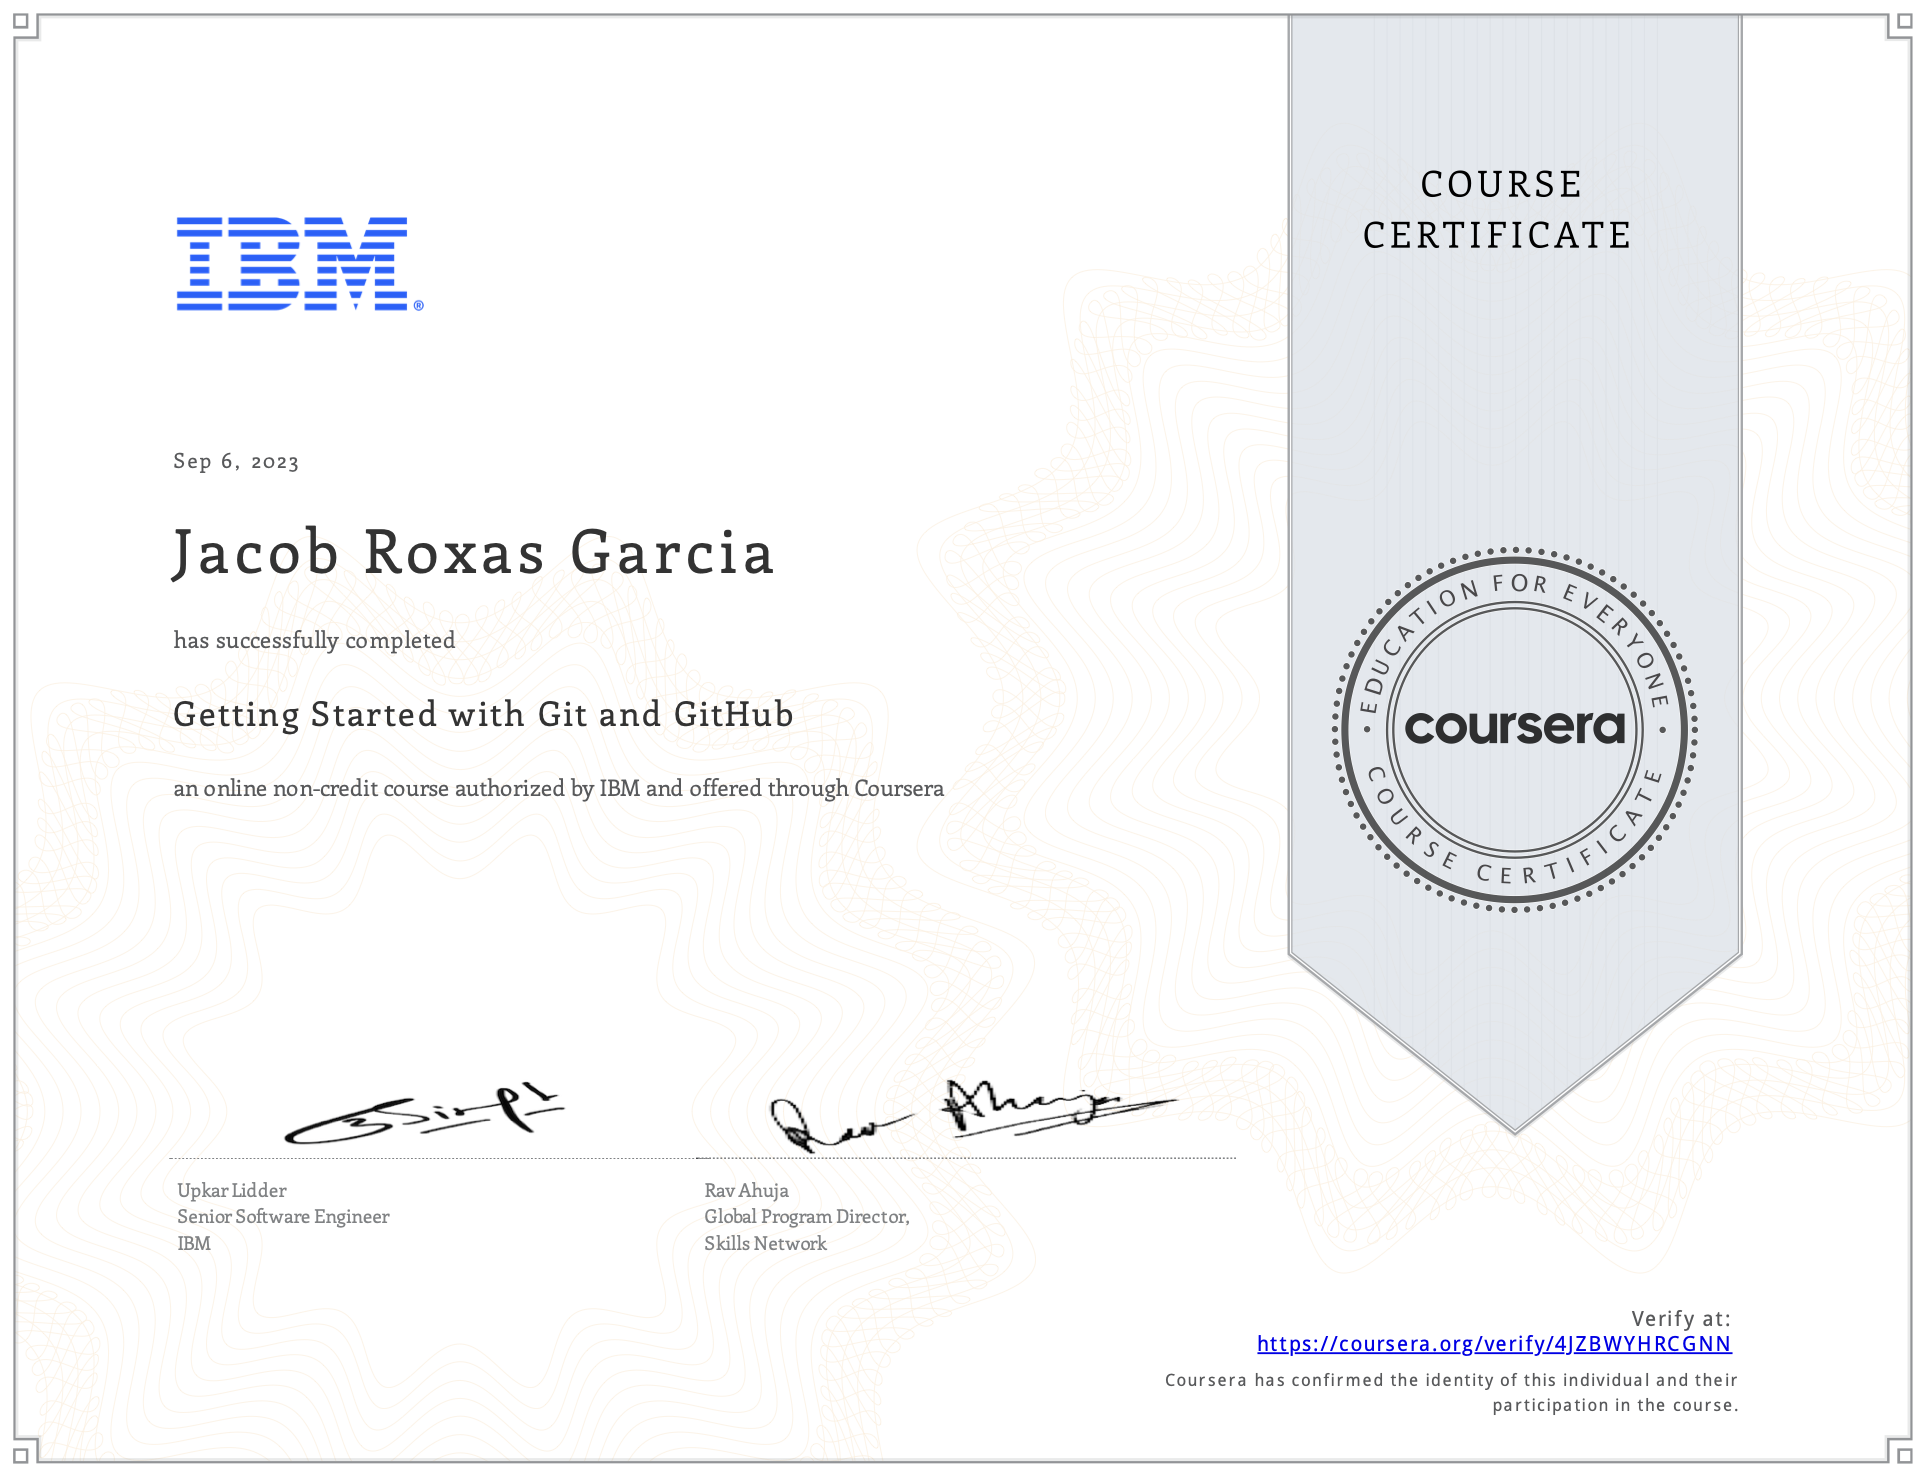 COURSE
CERTIFICATE
IBM®
Sep 6, 2023
Jacob Roxas Garcia
has successfully completed
Getting Started with Git and GitHub
an online non-credit course authorized by IBM and offered through Coursera
EDUCATION FOR EVERYONE
coursera
COURSE CERTIFICATE
Rav Ahuja
Upkar Lidder
Senior Software Engineer
IBM
Rav Ahuja
Global Program Director,
Skills Network
Verify at:
https://coursera.org/verify/4JZBWYHRCGNN
Coursera has confirmed the identity of this individual and their
participation in the course.